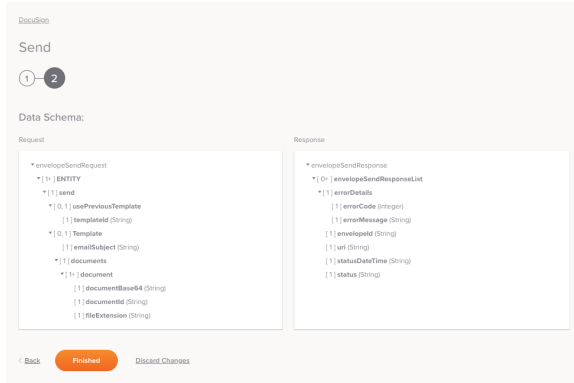 DocuSign
Send
1 2
Data Schema:
Request
envelopeSendRequest
[ 1+ ] ENTITY
[ 1 ] send
[ 0, 1 ] usePreviousTemplate
[ 1 ] templateId (String)
[ 0, 1 ] Template
[ 1 ] emailSubject (String)
[ 1 ] documents
[ 1+ ] document
[ 1 ] documentBase64 (String)
[ 1 ] documentId (String)
[ 1 ] fileExtension (String)
Response
envelopeSendResponse
[ 0+ ] envelopeSendResponseList
[ 1 ] errorDetails
[ 1 ] errorCode (Integer)
[ 1 ] errorMessage (String)
[ 1 ] envelopeId (String)
[ 1 ] uri (String)
[ 1 ] statusDateTime (String)
[ 1 ] status (String)
< Back Finished Discard Changes